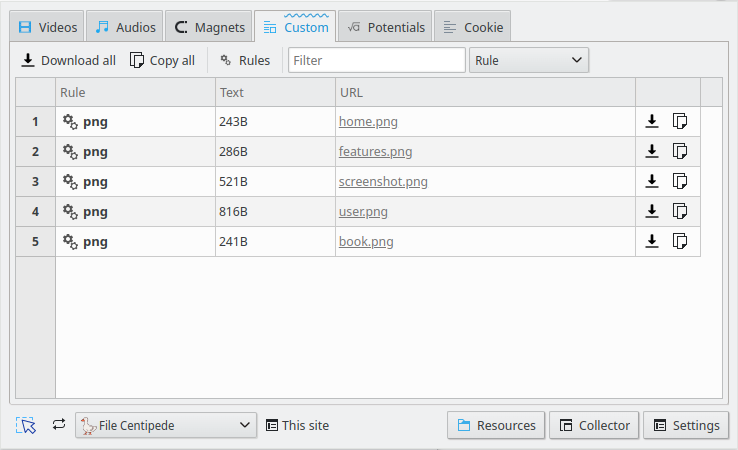 Videos Audios Magnets Custom √a Potentials Cookie
Download all Copy all Rules Filter Rule
Rule Text URL
1 png 243B home.png
2 png 286B features.png
3 png 521B screenshot.png
4 png 816B user.png
5 png 241B book.png
File Centipede This site Resources Collector Settings